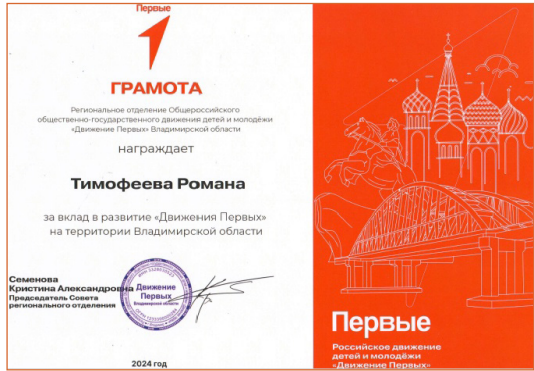 Первые
ГРАМОТА
Региональное отделение Общероссийского
общественно-государственного движения детей и молодёжи
«Движение Первых» Владимирской области
награждает
Тимофеева Романа
за вклад в развитие «Движения Первых»
на территории Владимирской области
Семенова
Кристина Александровна
Председатель Совета
регионального отделения
Движение
Первых
Владимирская область
2024 год
Первые
Российское движение
детей и молодёжи
«Движение Первых»